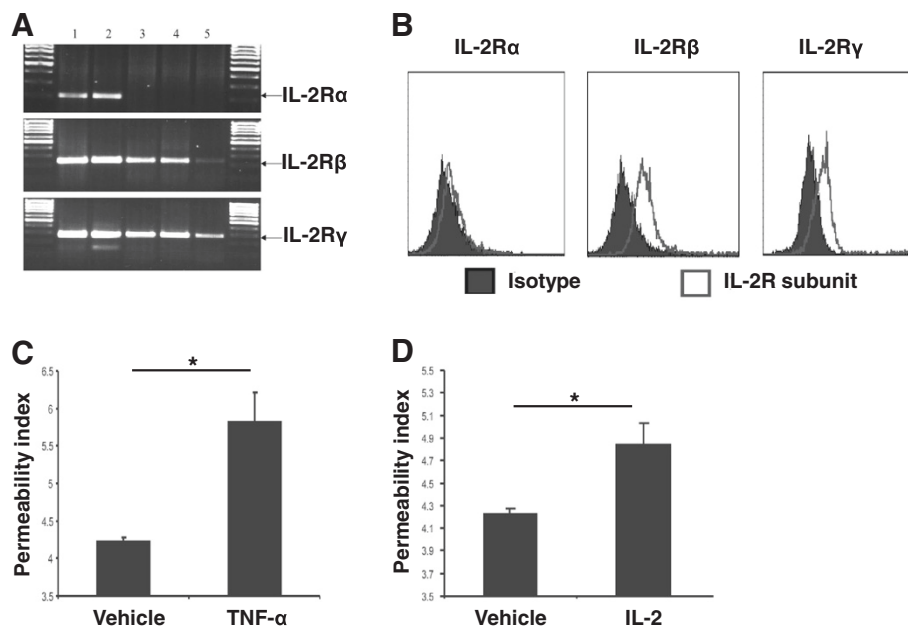 A
1 2 3 4 5
IL-2Rα
IL-2Rβ
IL-2Rγ
B
IL-2Rα IL-2Rβ IL-2Rγ
Isotype IL-2R subunit
C
*
Permeability index
6.5
6
5.5
5
4.5
4
3.5
Vehicle TNF-α
D
*
Permeability index
5.5
5.3
5.1
4.9
4.7
4.5
4.3
4.1
3.9
3.7
3.5
Vehicle IL-2